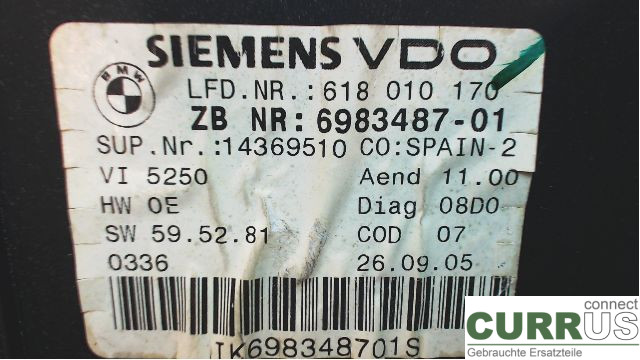 SIEMENS VDO
BMW
LFD.NR.:618 010 170
ZB NR:6983487-01
SUP.Nr.:14369510 CO:SPAIN-2
VI 5250 Aend 11.00
HW 0E Diag 08D0
SW 59.52.81 COD 07
0336 26.09.05
IK698348701S
connect
CURRUS
Gebrauchte Ersatzteile